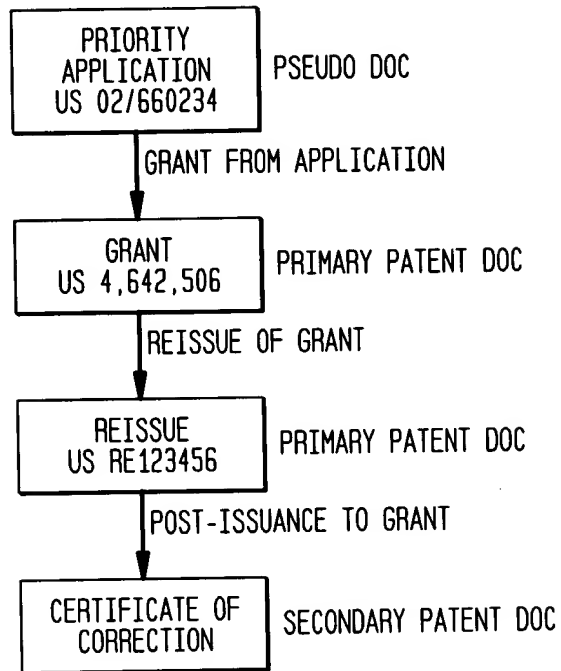 PRIORITY
APPLICATION
US 02/660234
PSEUDO DOC
GRANT FROM APPLICATION
GRANT
US 4,642,506
PRIMARY PATENT DOC
REISSUE OF GRANT
REISSUE
US RE123456
PRIMARY PATENT DOC
POST-ISSUANCE TO GRANT
CERTIFICATE OF
CORRECTION
SECONDARY PATENT DOC